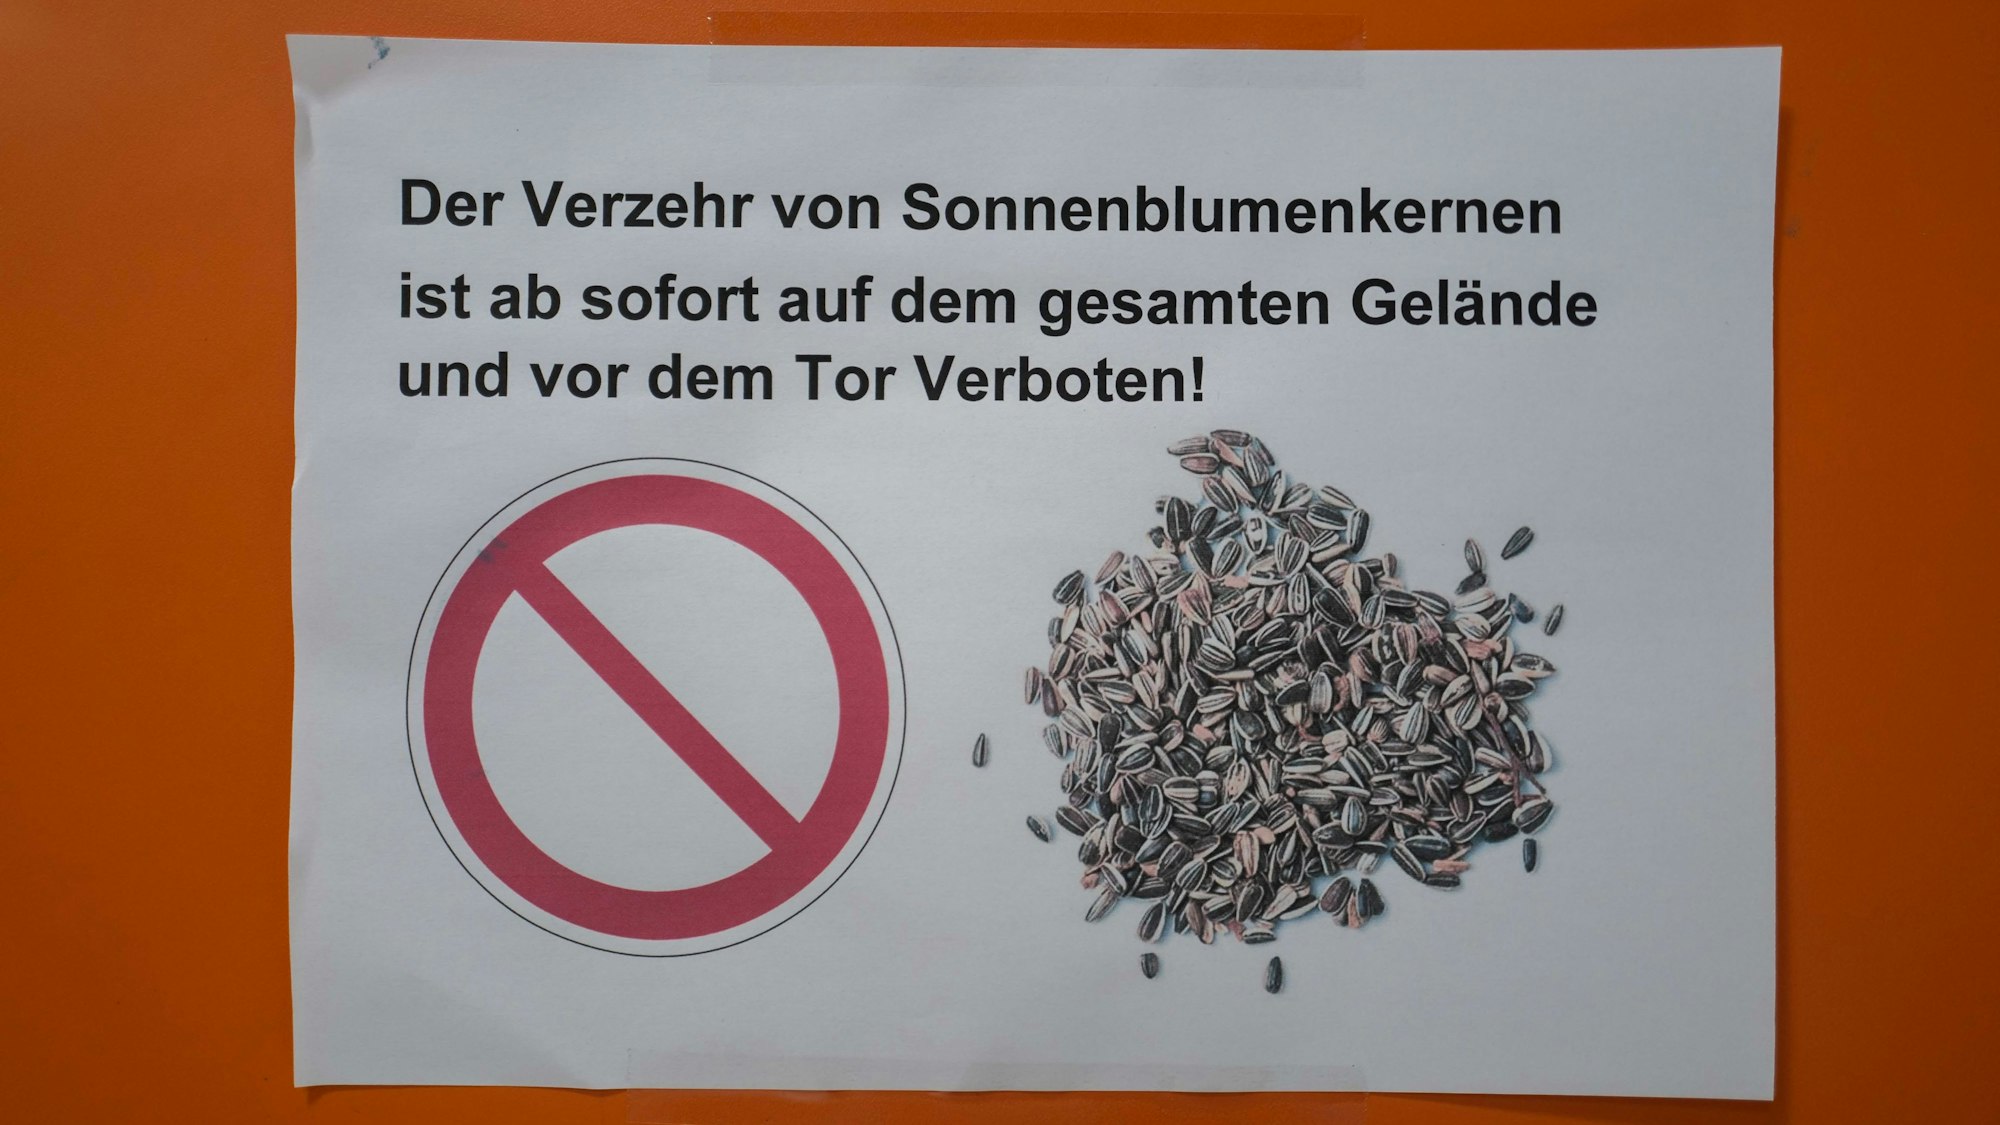 Der Verzehr von Sonnenblumenkernen
ist ab sofort auf dem gesamten Gelände
und vor dem Tor Verboten!